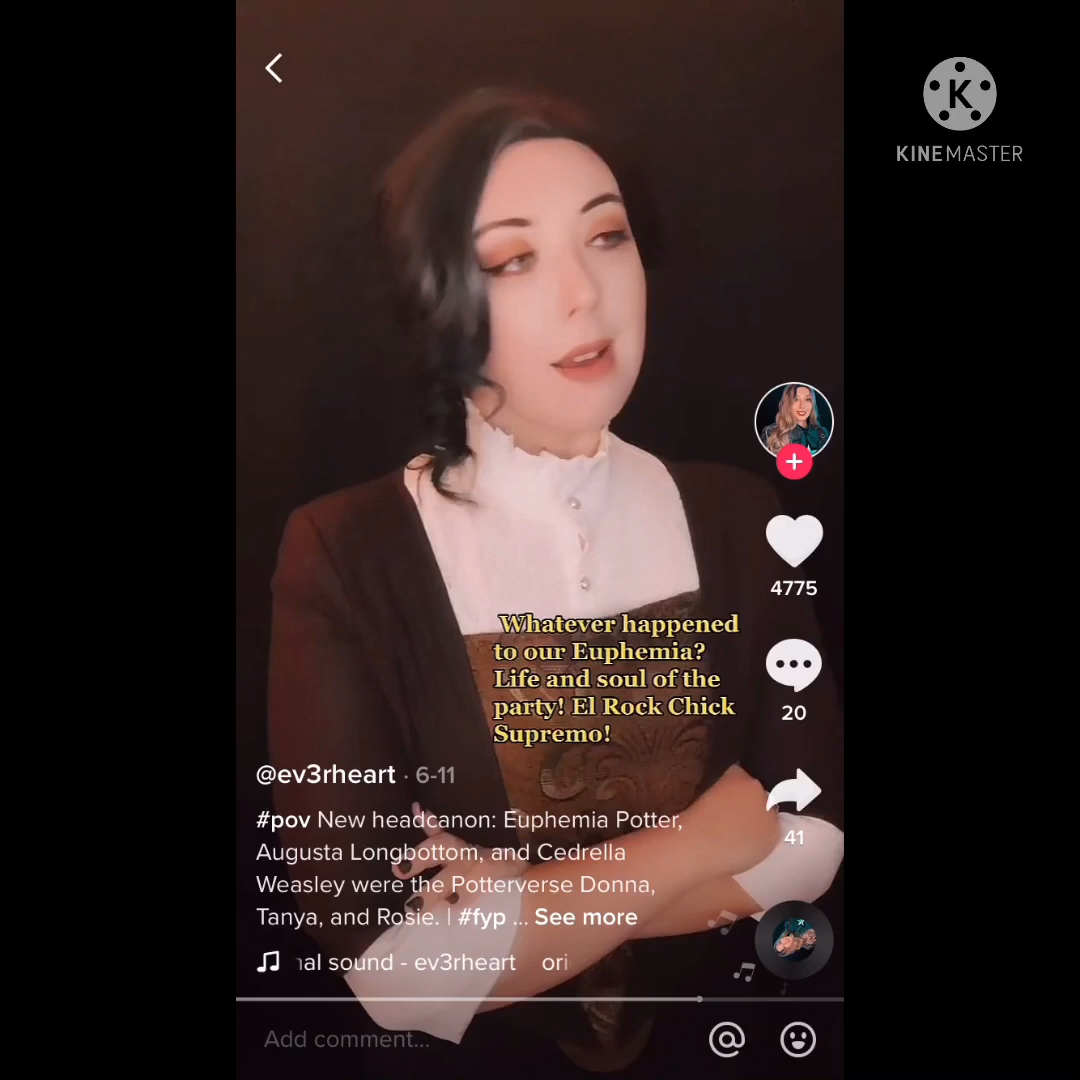 K
KINEMASTER
4775
Whatever happened
to our Euphemia?
Life and soul of the
party! El Rock Chick
Supremo!
20
@ev3rheart · 6-11
#pov New headcanon: Euphemia Potter,
Augusta Longbottom, and Cedrella
Weasley were the Potterverse Donna,
Tanya, and Rosie. | #fyp ... See more
41
al sound - ev3rheart ori
Add comment...
@